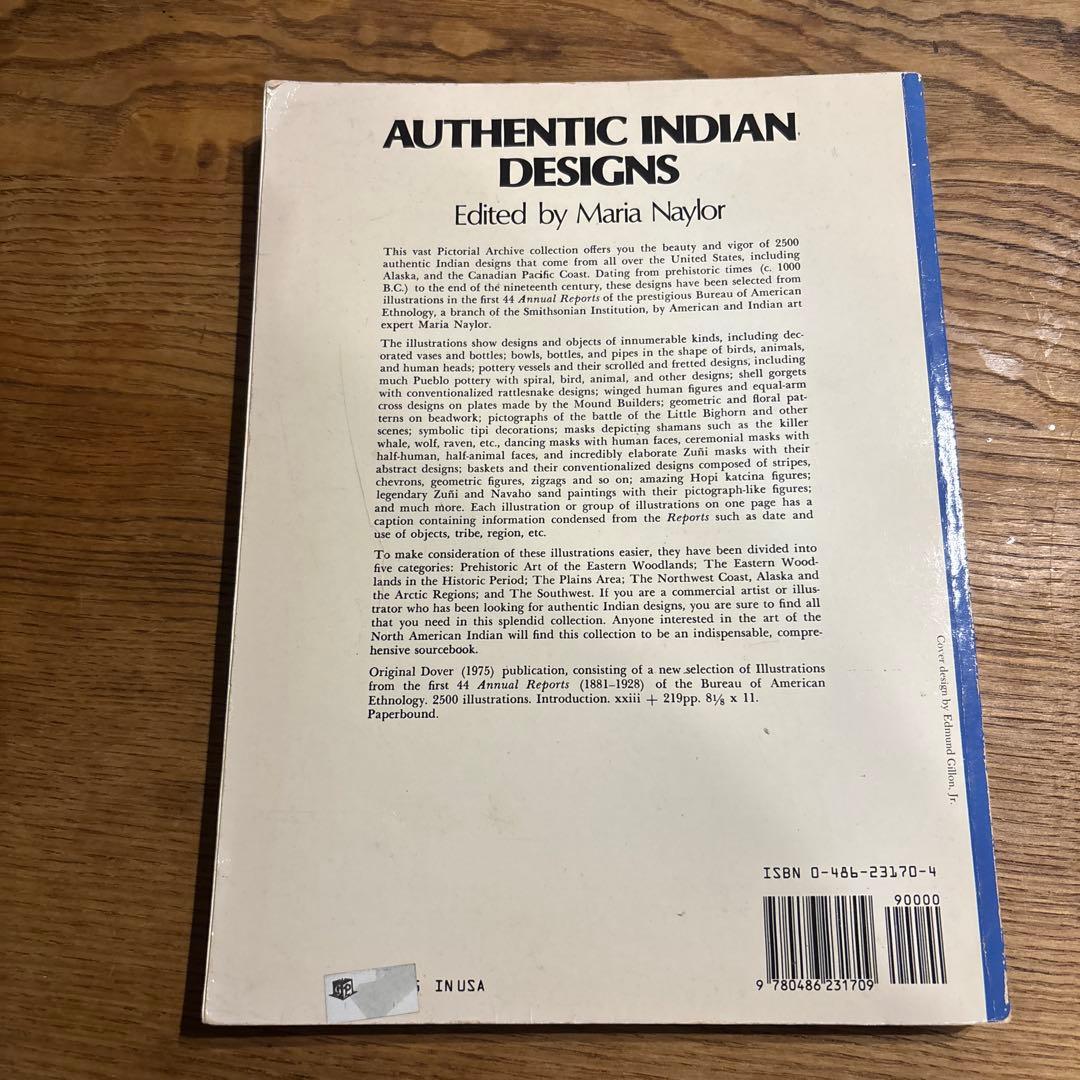 AUTHENTIC INDIAN
DESIGNS
Edited by Maria Naylor
This vast Pictorial Archive collection offers you the beauty and vigor of 2500
authentic Indian designs that come from all over the United States, including
Alaska, and the Canadian Pacific Coast. Dating from prehistoric times (c. 1000
B.C.) to the end of the nineteenth century, these designs have been selected from
illustrations in the first 44 Annual Reports of the prestigious Bureau of American
Ethnology, a branch of the Smithsonian Institution, by American and Indian art
expert Maria Naylor.
The illustrations show designs and objects of innumerable kinds, including dec-
orated vases and bottles; bowls, bottles, and pipes in the shape of birds, animals,
and human heads; pottery vessels and their scrolled and fretted designs, including
much Pueblo pottery with spiral, bird, animal, and other designs; shell gorgets
with conventionalized rattlesnake designs; winged human figures and equal-arm
cross designs on plates made by the Mound Builders; geometric and floral pat-
terns on beadwork; pictographs of the battle of the Little Bighorn and other
scenes; symbolic tipi decorations; masks depicting shamans such as the killer
whale, wolf, raven, etc., dancing masks with human faces, ceremonial masks with
half-human, half-animal faces, and incredibly elaborate Zuñi masks with their
abstract designs; baskets and their conventionalized designs composed of stripes,
chevrons, geometric figures, zigzags and so on; amazing Hopi katcina figures;
legendary Zuñi and Navaho sand paintings with their pictograph-like figures;
and much more. Each illustration or group of illustrations on one page has a
caption containing information condensed from the Reports such as date and
use of objects, tribe, region, etc.
To make consideration of these illustrations easier, they have been divided into
five categories: Prehistoric Art of the Eastern Woodlands; The Eastern Wood-
lands in the Historic Period; The Plains Area; The Northwest Coast, Alaska and
the Arctic Regions; and The Southwest. If you are a commercial artist or illus-
trator who has been looking for authentic Indian designs, you are sure to find all
that you need in this splendid collection. Anyone interested in the art of the
North American Indian will find this collection to be an indispensable, compre-
hensive sourcebook.
Original Dover (1975) publication, consisting of a new selection of Illustrations
from the first 44 Annual Reports (1881–1928) of the Bureau of American
Ethnology. 2500 illustrations. Introduction. xxiii + 219pp. 8⅛ x 11.
Paperbound.
Cover design by Edmund Gillon, Jr.
ISBN 0-486-23170-4
90000
9 780486 231709
IN USA